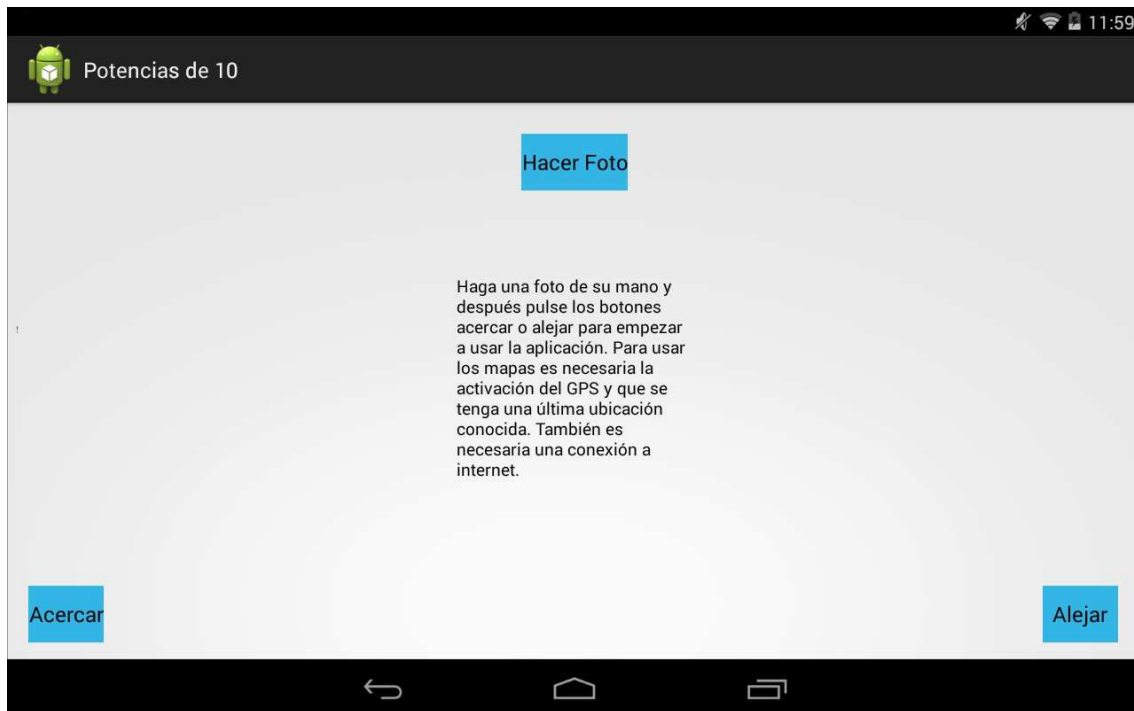 11:59
Potencias de 10
Hacer Foto
Haga una foto de su mano y
después pulse los botones
acercar o alejar para empezar
a usar la aplicación. Para usar
los mapas es necesaria la
activación del GPS y que se
tenga una última ubicación
conocida. También es
necesaria una conexión a
internet.
Acercar
Alejar